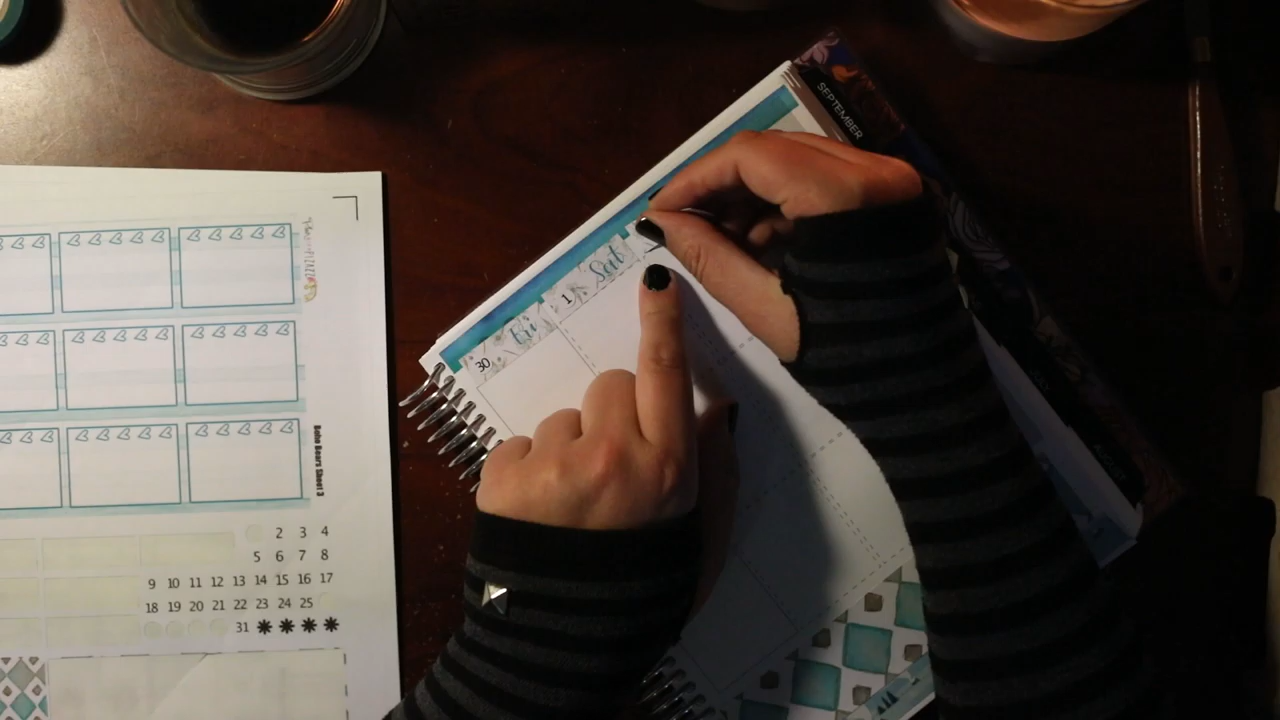 SEPTEMBER
Sat
1
Fri
30
Boho Bears Sheet 3
2 3 4
5 6 7 8
9 10 11 12 13 14 15 16 17
18 19 20 21 22 23 24 25
31 * * * *